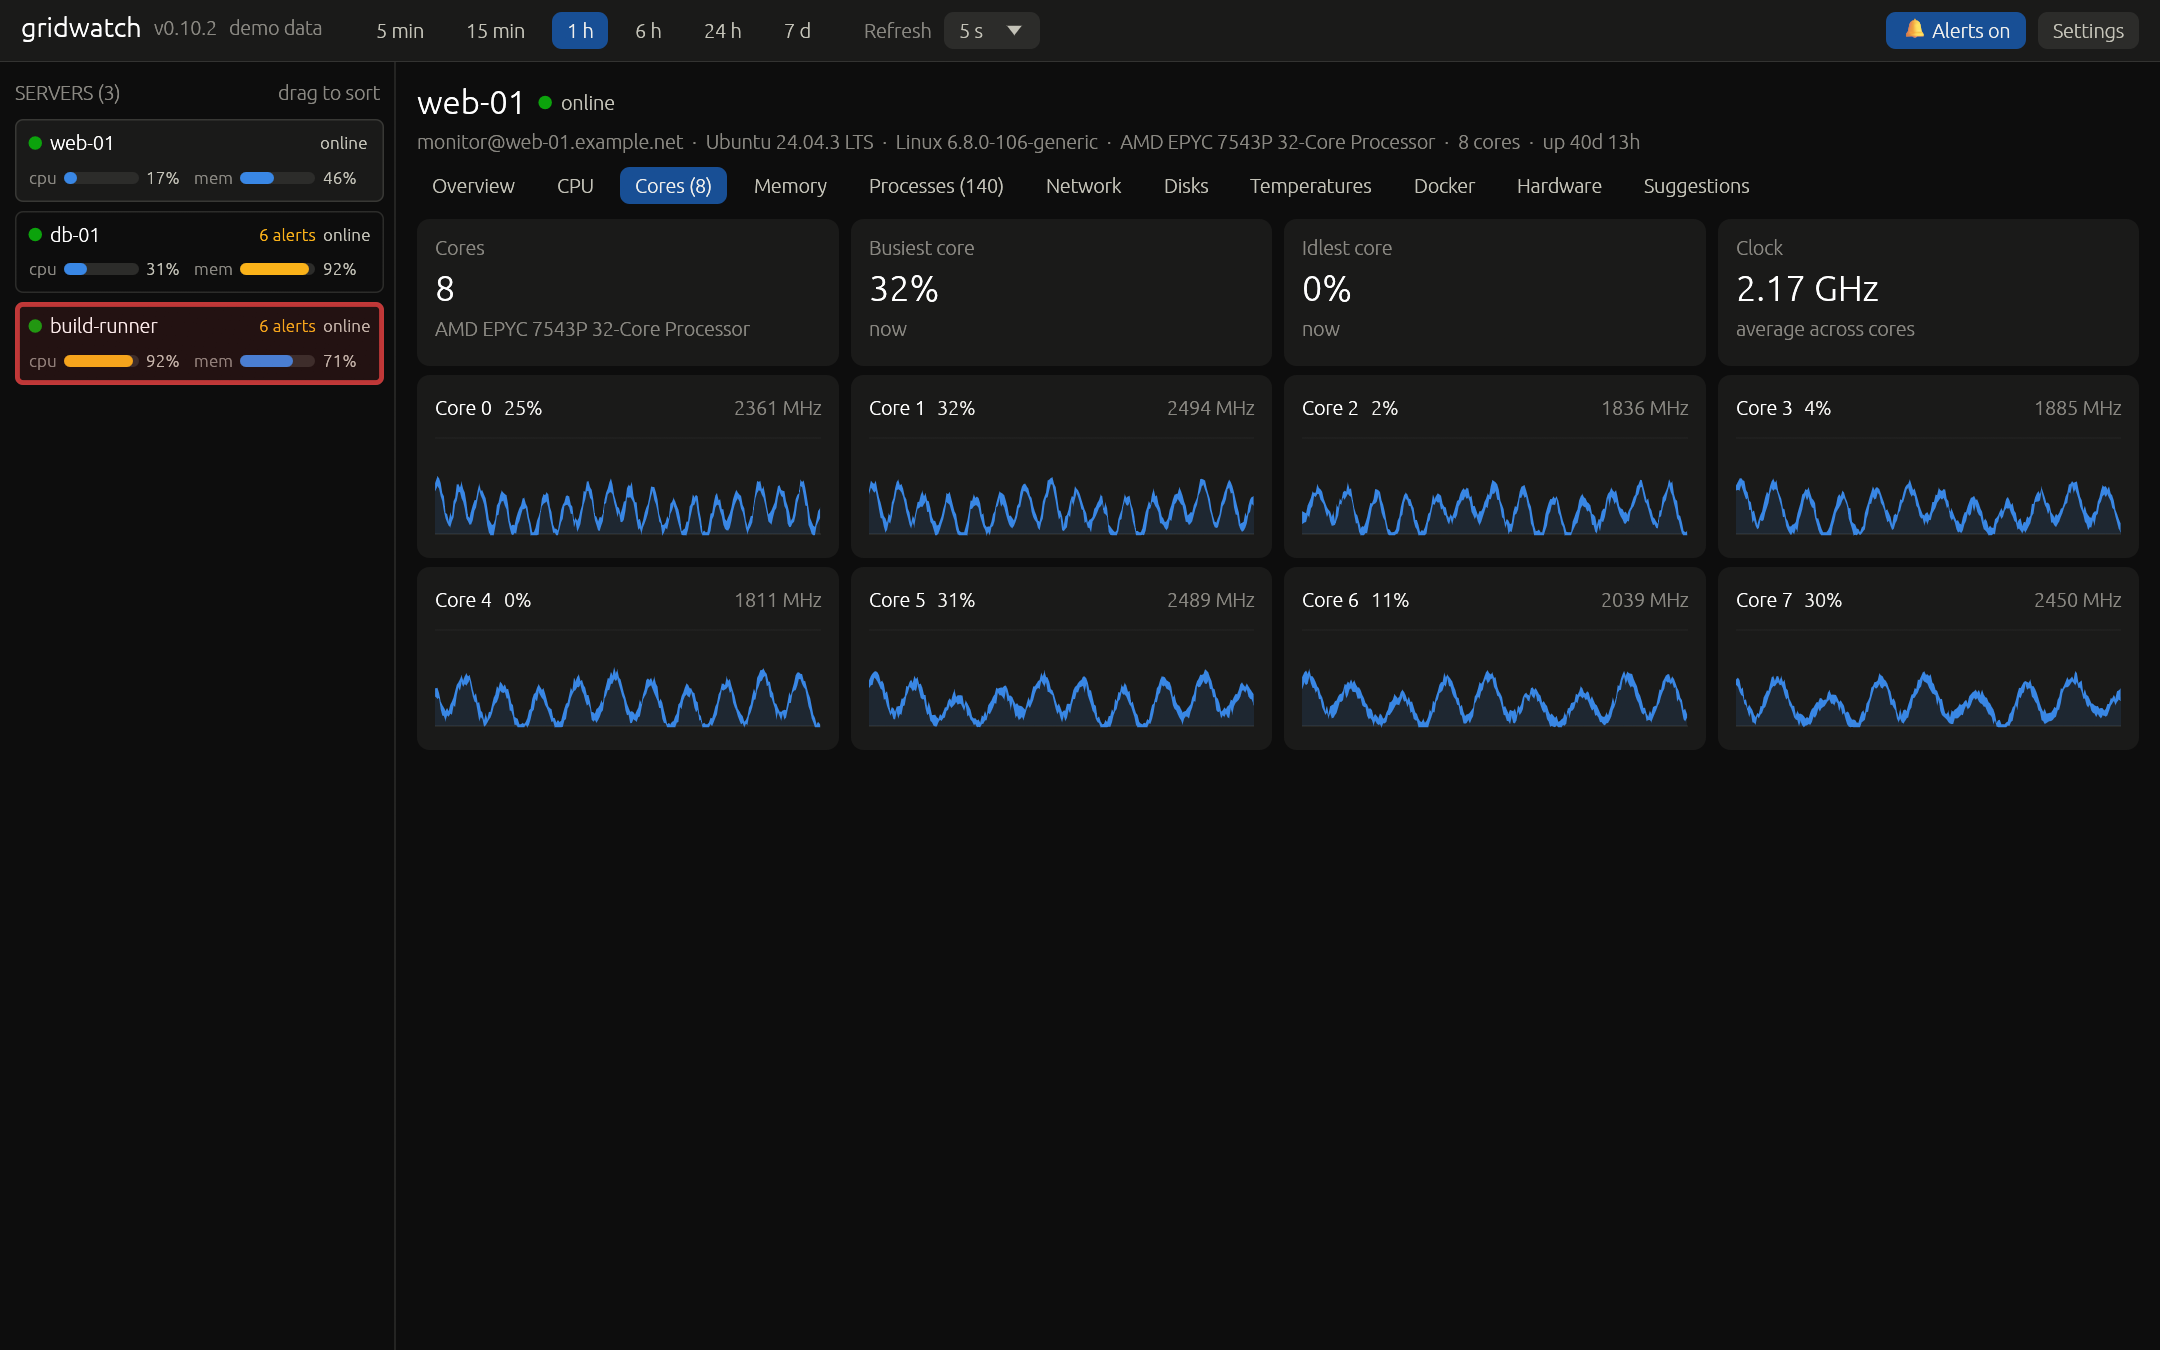 gridwatch v0.10.2 demo data 5 min 15 min 1 h 6 h 24 h 7 d Refresh 5 s Alerts on Settings
SERVERS (3) drag to sort
web-01 online
cpu 17% mem 46%
db-01 6 alerts online
cpu 31% mem 92%
build-runner 6 alerts online
cpu 92% mem 71%
web-01 online
monitor@web-01.example.net · Ubuntu 24.04.3 LTS · Linux 6.8.0-106-generic · AMD EPYC 7543P 32-Core Processor · 8 cores · up 40d 13h
Overview CPU Cores (8) Memory Processes (140) Network Disks Temperatures Docker Hardware Suggestions
Cores
8
AMD EPYC 7543P 32-Core Processor
Busiest core
32%
now
Idlest core
0%
now
Clock
2.17 GHz
average across cores
Core 0 25% 2361 MHz
Core 1 32% 2494 MHz
Core 2 2% 1836 MHz
Core 3 4% 1885 MHz
Core 4 0% 1811 MHz
Core 5 31% 2489 MHz
Core 6 11% 2039 MHz
Core 7 30% 2450 MHz